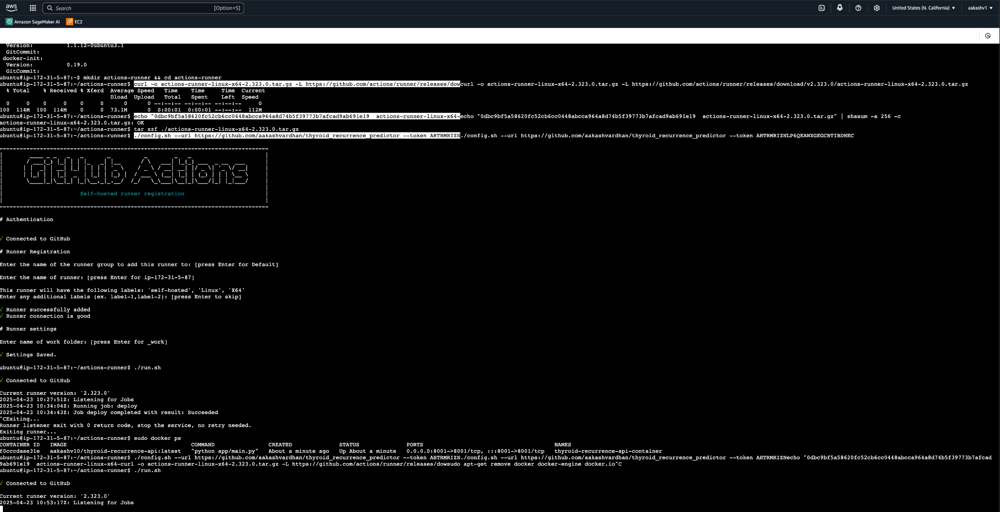 aws
Search [Option+S]
United States (N. California) ▼
aakashv1 ▼
Amazon SageMaker AI
EC2
Version: 1.1.12-0ubuntu3.1
GitCommit:
docker-init:
Version: 0.19.0
GitCommit:
ubuntu@ip-172-31-5-87:~$ mkdir actions-runner && cd actions-runner
ubuntu@ip-172-31-5-87:~/actions-runner$ curl -o actions-runner-linux-x64-2.323.0.tar.gz -L https://github.com/actions/runner/releases/dowcurl -o actions-runner-linux-x64-2.323.0.tar.gz -L https://github.com/actions/runner/releases/download/v2.323.0/actions-runner-linux-x64-2.323.0.tar.gz
% Total % Received % Xferd Average Speed Time Time Time Current
Dload Upload Total Spent Left Speed
0 0 0 0 0 0 0 0 --:--:-- --:--:-- --:--:-- 0
100 114M 100 114M 0 0 73.1M 0 0:00:01 0:00:01 --:--:-- 112M
ubuntu@ip-172-31-5-87:~/actions-runner$ echo "0dbc9bf5a58620fc52cb6cc0448abcca964a8d74b5f39773b7afcad9ab691e19 actions-runner-linux-x64-echo "0dbc9bf5a58620fc52cb6cc0448abcca964a8d74b5f39773b7afcad9ab691e19 actions-runner-linux-x64-2.323.0.tar.gz" | shasum -a 256 -c
actions-runner-linux-x64-2.323.0.tar.gz: OK
ubuntu@ip-172-31-5-87:~/actions-runner$ tar xzf ./actions-runner-linux-x64-2.323.0.tar.gz
ubuntu@ip-172-31-5-87:~/actions-runner$ ./config.sh --url https://github.com/aakashvardhan/thyroid_recurrence_predictor --token AHTRMRIZN./config.sh --url https://github.com/aakashvardhan/thyroid_recurrence_predictor --token AHTRMRIZNLP6QEAWXGEGCBTIBDHEC
GitHub Actions
Self-hosted runner registration
# Authentication
√ Connected to GitHub
# Runner Registration
Enter the name of the runner group to add this runner to: [press Enter for Default]
Enter the name of runner: [press Enter for ip-172-31-5-87]
This runner will have the following labels: 'self-hosted', 'Linux', 'X64'
Enter any additional labels (ex. label-1,label-2): [press Enter to skip]
√ Runner successfully added
√ Runner connection is good
# Runner settings
Enter name of work folder: [press Enter for _work]
√ Settings Saved.
ubuntu@ip-172-31-5-87:~/actions-runner$ ./run.sh
√ Connected to GitHub
Current runner version: '2.323.0'
2025-04-23 10:27:51Z: Listening for Jobs
2025-04-23 10:34:04Z: Running job: deploy
2025-04-23 10:34:43Z: Job deploy completed with result: Succeeded
^CExiting...
Runner listener exit with 0 return code, stop the service, no retry needed.
Exiting runner...
ubuntu@ip-172-31-5-87:~/actions-runner$ sudo docker ps
CONTAINER ID IMAGE COMMAND CREATED STATUS PORTS NAMES
f0cccdaee31e aakashv10/thyroid-recurrence-api:latest "python app/main.py" About a minute ago Up About a minute 0.0.0.0:8001->8001/tcp, :::8001->8001/tcp thyroid-recurrence-api-container
ubuntu@ip-172-31-5-87:~/actions-runner$ ./config.sh --url https://github.com/aakashvardhan/thyroid_recurrence_predictor --token AHTRMRIZN./config.sh --url https://github.com/aakashvardhan/thyroid_recurrence_predictor --token AHTRMRIZNecho "0dbc9bf5a58620fc52cb6cc0448abcca964a8d74b5f39773b7afcad
9ab691e19 actions-runner-linux-x64-curl -o actions-runner-linux-x64-2.323.0.tar.gz -L https://github.com/actions/runner/releases/dowsudo apt-get remove docker docker-engine docker.io^C
ubuntu@ip-172-31-5-87:~/actions-runner$ ./run.sh
√ Connected to GitHub
Current runner version: '2.323.0'
2025-04-23 10:53:17Z: Listening for Jobs